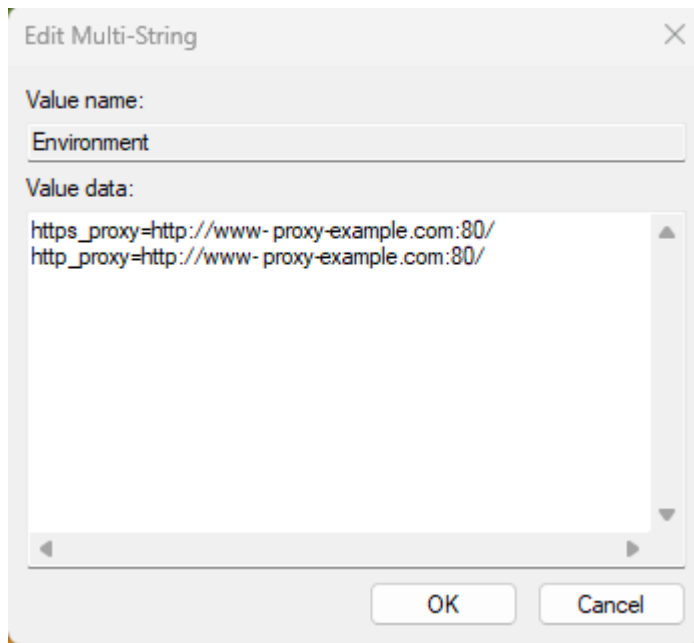 Edit Multi-String
Value name:
Environment
Value data:
https_proxy=http://www- proxy-example.com:80/
http_proxy=http://www- proxy-example.com:80/
OK
Cancel